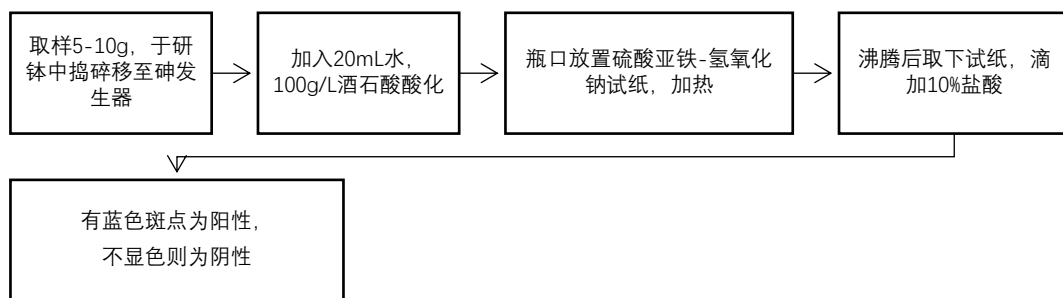 取样5-10g，于研
钵中捣碎移至砷发
生器
加入20mL水，
100g/L酒石酸酸化
瓶口放置硫酸亚铁-氢氧化
钠试纸，加热
沸腾后取下试纸，滴
加10%盐酸
有蓝色斑点为阳性，
不显色则为阴性